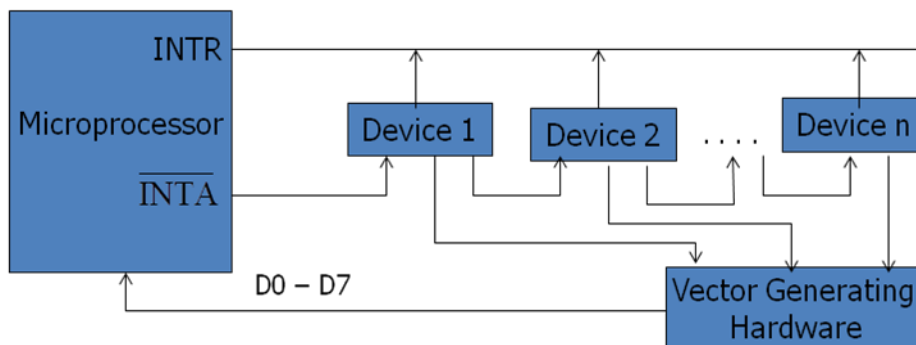 INTR
Microprocessor
INTA
Device 1
Device 2
. . . .
Device n
D0 – D7
Vector Generating
Hardware